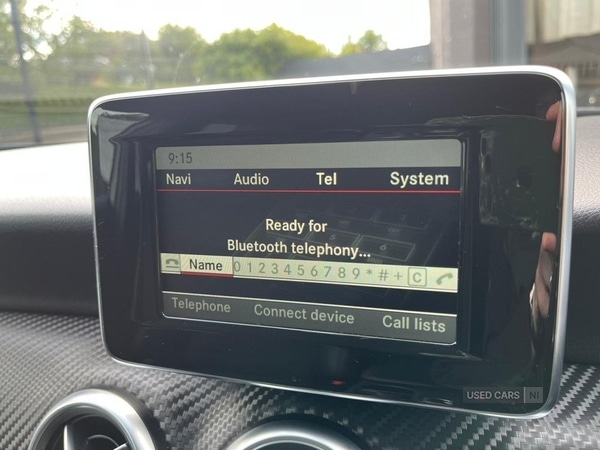 9:15
Navi Audio Tel System
Ready for
Bluetooth telephony...
Name 0 1 2 3 4 5 6 7 8 9 * # + C
Telephone Connect device Call lists
USED CARS NI